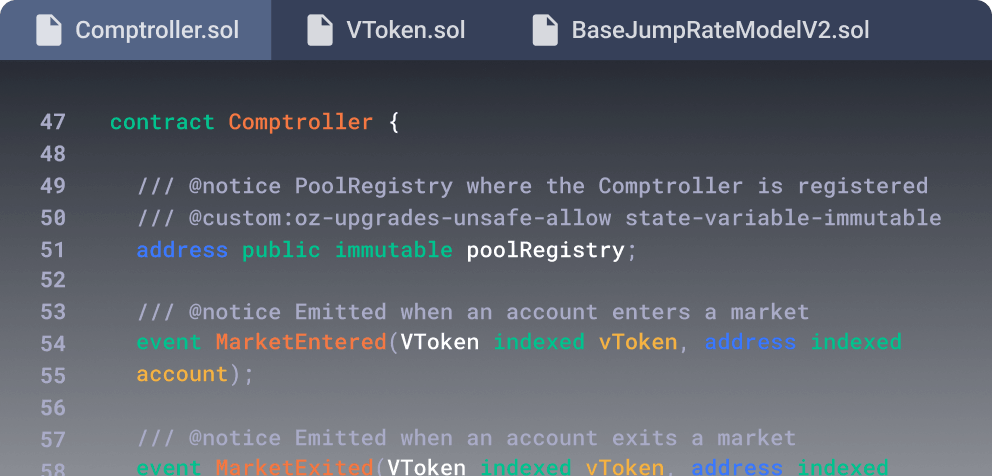 Comptroller.sol VToken.sol BaseJumpRateModelV2.sol
47 contract Comptroller {
48
49 /// @notice PoolRegistry where the Comptroller is registered
50 /// @custom:oz-upgrades-unsafe-allow state-variable-immutable
51 address public immutable poolRegistry;
52
53 /// @notice Emitted when an account enters a market
54 event MarketEntered(VToken indexed vToken, address indexed
55 account);
56
57 /// @notice Emitted when an account exits a market
58 event MarketExited(VToken indexed vToken, address indexed